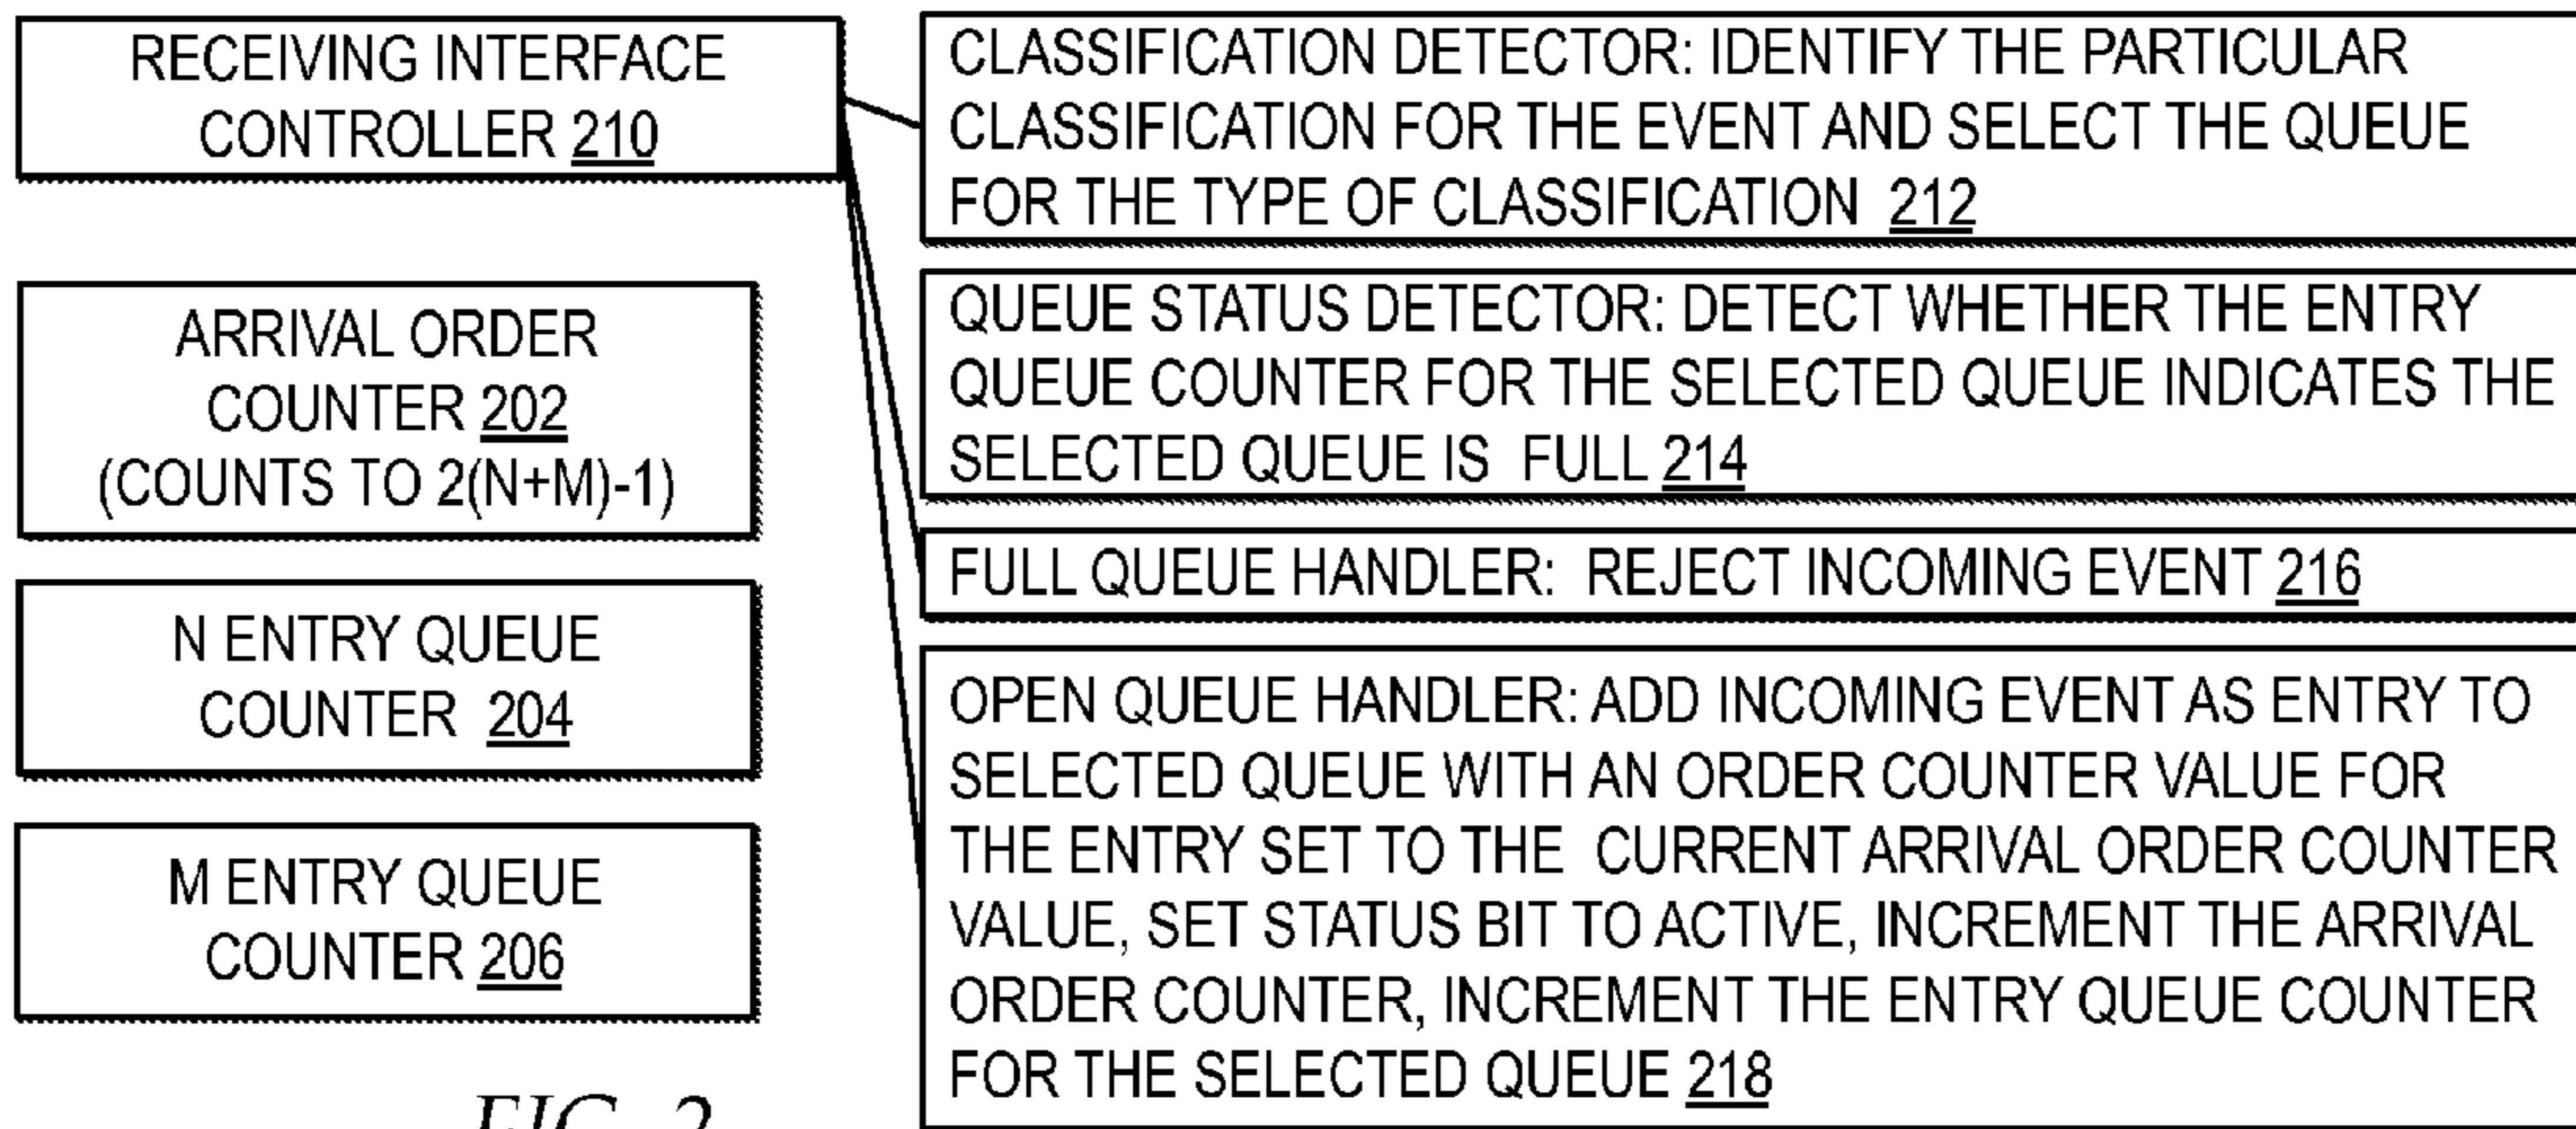 RECEIVING INTERFACE
CONTROLLER 210
ARRIVAL ORDER
COUNTER 202
(COUNTS TO 2(N+M)-1)
N ENTRY QUEUE
COUNTER 204
M ENTRY QUEUE
COUNTER 206
FIG. 2
CLASSIFICATION DETECTOR: IDENTIFY THE PARTICULAR
CLASSIFICATION FOR THE EVENT AND SELECT THE QUEUE
FOR THE TYPE OF CLASSIFICATION 212
QUEUE STATUS DETECTOR: DETECT WHETHER THE ENTRY
QUEUE COUNTER FOR THE SELECTED QUEUE INDICATES THE
SELECTED QUEUE IS FULL 214
FULL QUEUE HANDLER: REJECT INCOMING EVENT 216
OPEN QUEUE HANDLER: ADD INCOMING EVENT AS ENTRY TO
SELECTED QUEUE WITH AN ORDER COUNTER VALUE FOR
THE ENTRY SET TO THE CURRENT ARRIVAL ORDER COUNTER
VALUE, SET STATUS BIT TO ACTIVE, INCREMENT THE ARRIVAL
ORDER COUNTER, INCREMENT THE ENTRY QUEUE COUNTER
FOR THE SELECTED QUEUE 218